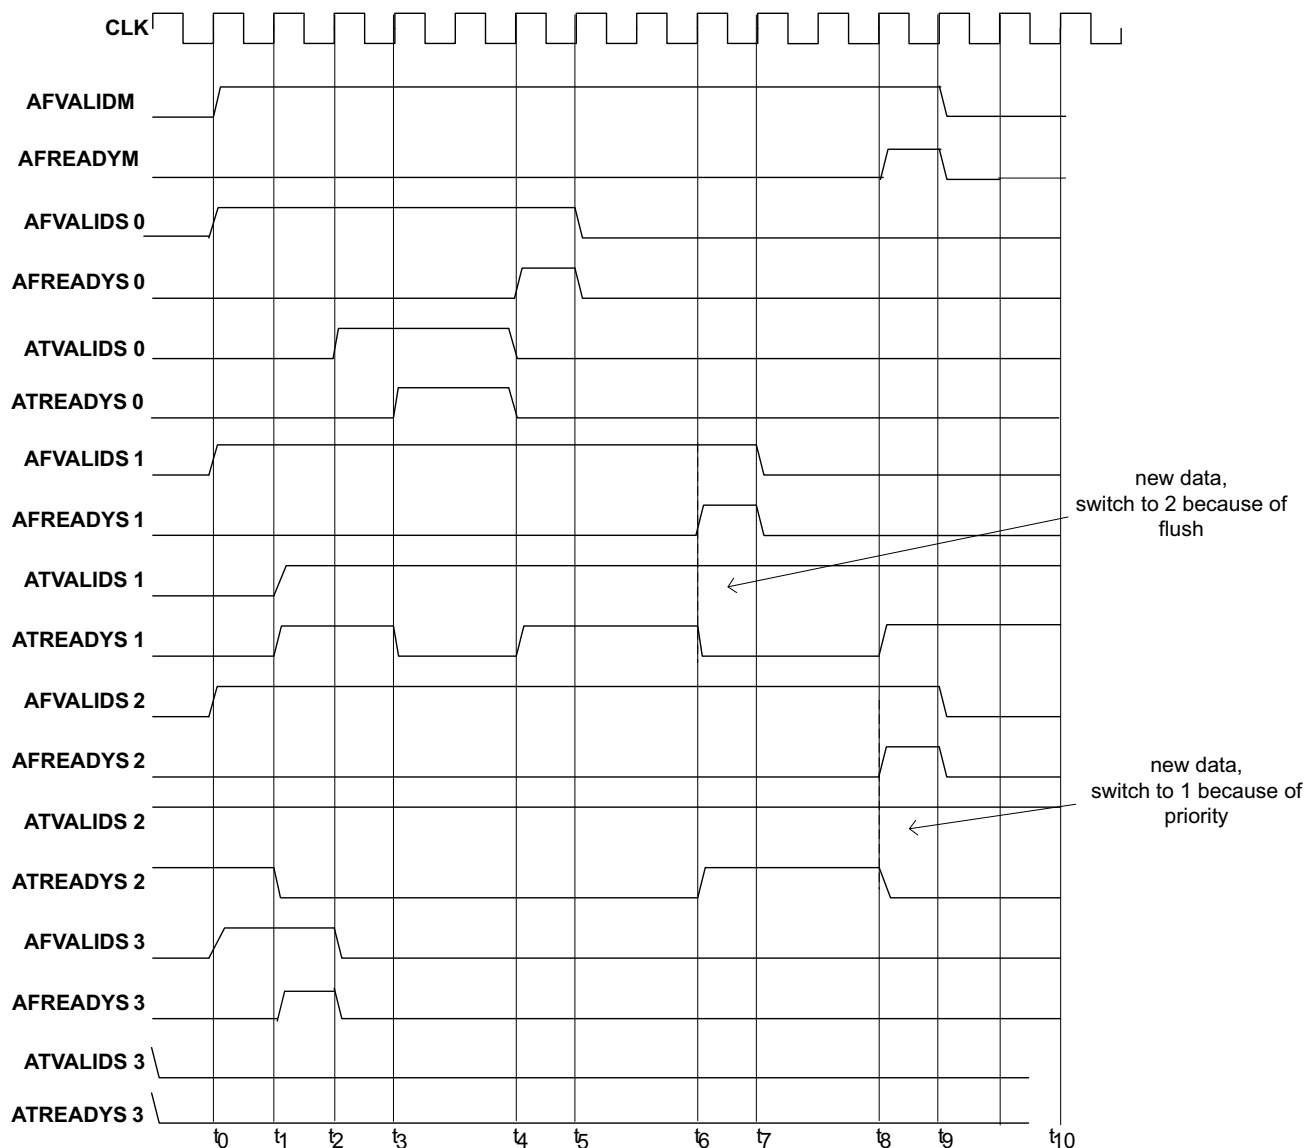 CLK
AFVALIDM
AFREADYM
AFVALIDS 0
AFREADYS 0
ATVALIDS 0
ATREADYS 0
AFVALIDS 1
AFREADYS 1
new data,
switch to 2 because of
flush
ATVALIDS 1
ATREADYS 1
AFVALIDS 2
AFREADYS 2
new data,
switch to 1 because of
priority
ATVALIDS 2
ATREADYS 2
AFVALIDS 3
AFREADYS 3
ATVALIDS 3
ATREADYS 3
t0 t1 t2 t3 t4 t5 t6 t7 t8 t9 t10